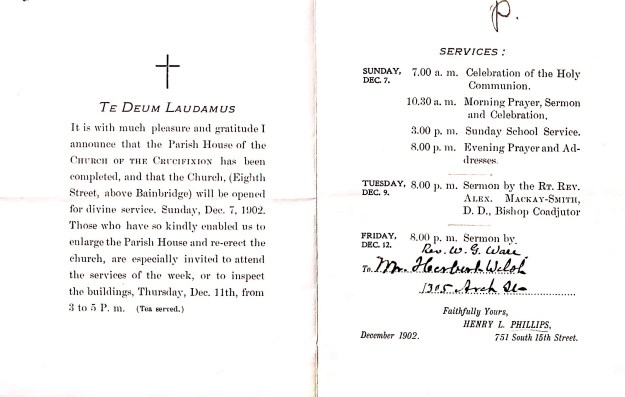 TE DEUM LAUDAMUS
It is with much pleasure and gratitude I
announce that the Parish House of the
CHURCH OF THE CRUCIFIXION has been
completed, and that the Church, (Eighth
Street, above Bainbridge) will be opened
for divine service. Sunday, Dec. 7, 1902.
Those who have so kindly enabled us to
enlarge the Parish House and re-erect the
church, are especially invited to attend
the services of the week, or to inspect
the buildings, Thursday, Dec. 11th, from
3 to 5 P. m. (Tea served.)
P.
SERVICES :
SUNDAY, DEC. 7. 7.00 a. m. Celebration of the Holy
Communion.
10.30 a. m. Morning Prayer, Sermon
and Celebration,
3.00 p. m. Sunday School Service.
8.00 p. m. Evening Prayer and Ad-
dresses.
TUESDAY, DEC. 9. 8.00 p. m. Sermon by the RT. REV.
ALEX. MACKAY-SMITH,
D. D., Bishop Coadjutor
FRIDAY, DEC. 12. 8.00 p. m. Sermon by
Rev. W. G.
To Mr. Herbert Welsh
1305 Arch St
Faithfully Yours,
HENRY L. PHILLIPS,
December 1902. 751 South 15th Street.